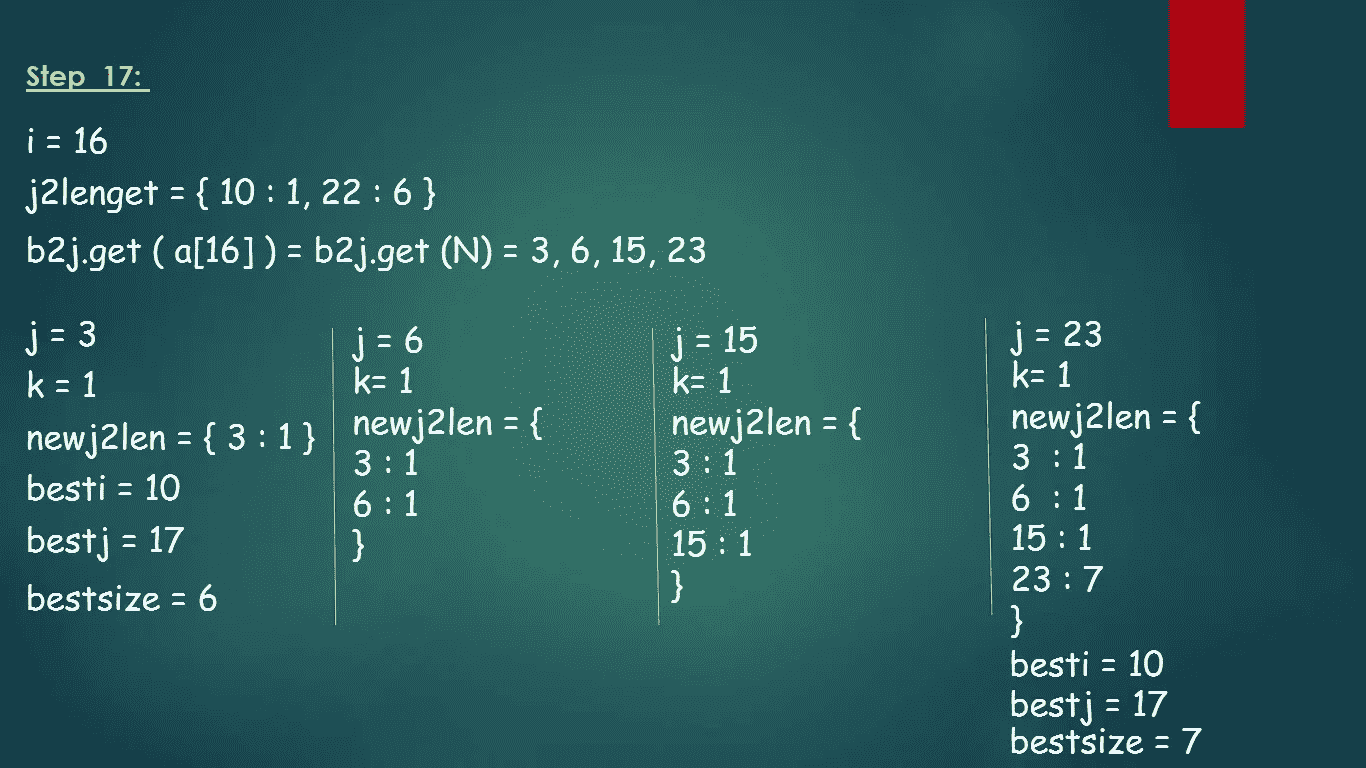 Step 17:
i = 16
j2lenget = { 10 : 1, 22 : 6 }
b2j.get ( a[16] ) = b2j.get (N) = 3, 6, 15, 23
j = 3
k = 1
newj2len = { 3 : 1 }
besti = 10
bestj = 17
bestsize = 6
j = 6
k= 1
newj2len = {
3 : 1
6 : 1
}
j = 15
k= 1
newj2len = {
3 : 1
6 : 1
15 : 1
}
j = 23
k= 1
newj2len = {
3 : 1
6 : 1
15 : 1
23 : 7
}
besti = 10
bestj = 17
bestsize = 7